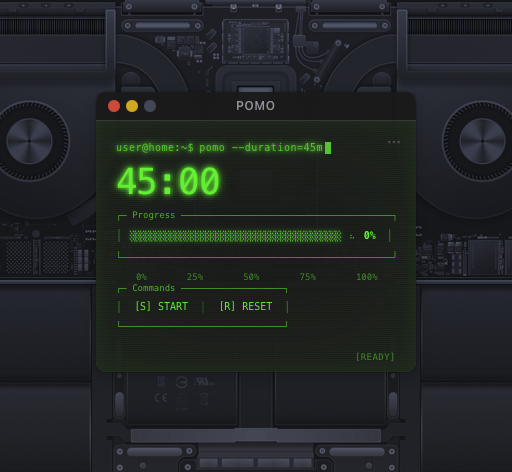 POMO
user@home:~$ pomo --duration=45m
45:00
Progress
0%
0% 25% 50% 75% 100%
Commands
[S] START | [R] RESET
[READY]
CE